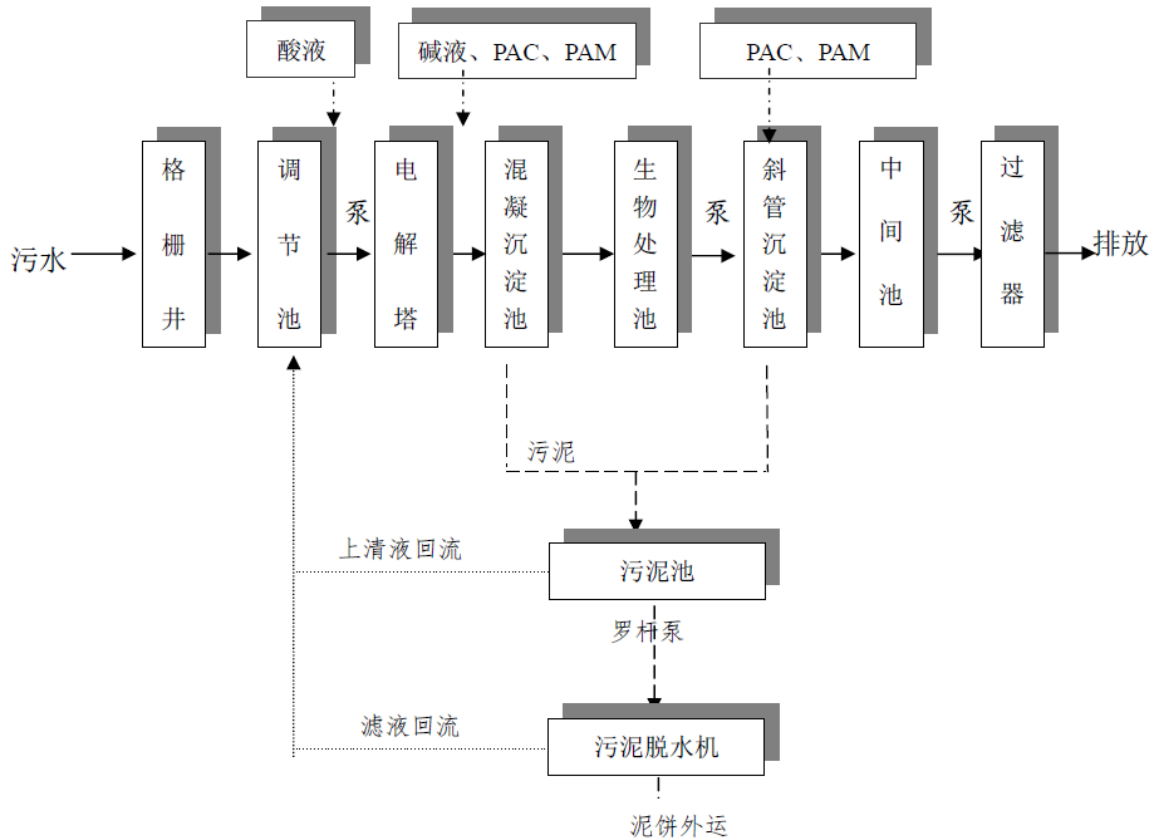 酸液
碱液、PAC、PAM
PAC、PAM
污水
格栅井
调节池
泵
电解塔
混凝沉淀池
生物处理池
泵
斜管沉淀池
中间池
泵
过滤器
排放
污泥
上清液回流
污泥池
罗杆泵
滤液回流
污泥脱水机
泥饼外运